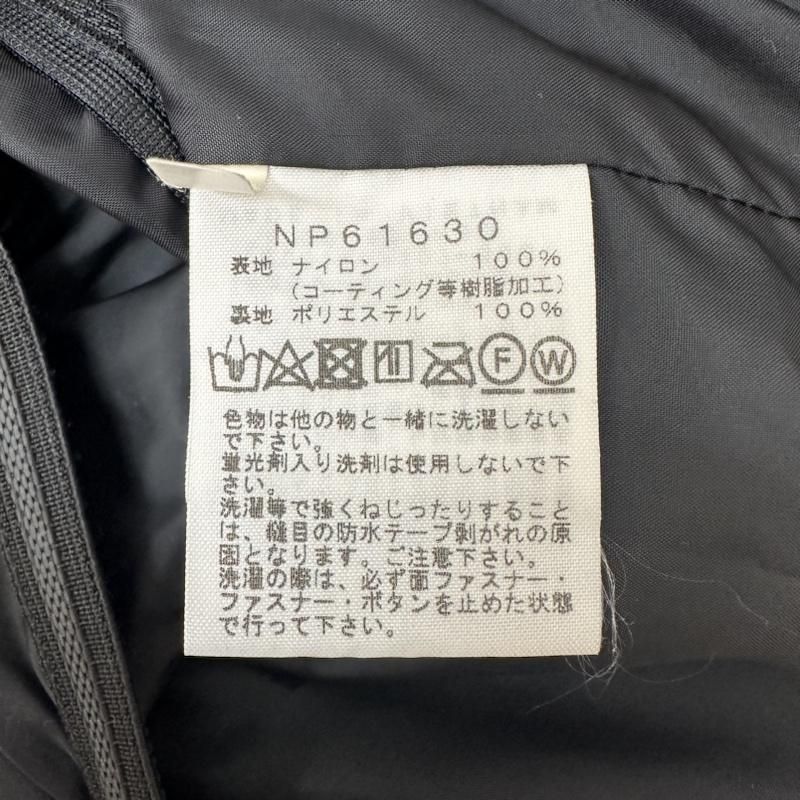 NP61630
表地 ナイロン 100%
(コーティング等樹脂加工)
裏地 ポリエステル 100%
F W
色物は他の物と一緒に洗濯しない
で下さい。
蛍光剤入り洗剤は使用しないで下
さい。
洗濯等で強くねじったりすること
は、縫目の防水テープ剥がれの原
因となります。ご注意下さい。
洗濯の際は、必ず面ファスナー・
ファスナー・ボタンを止めた状態
で行って下さい。